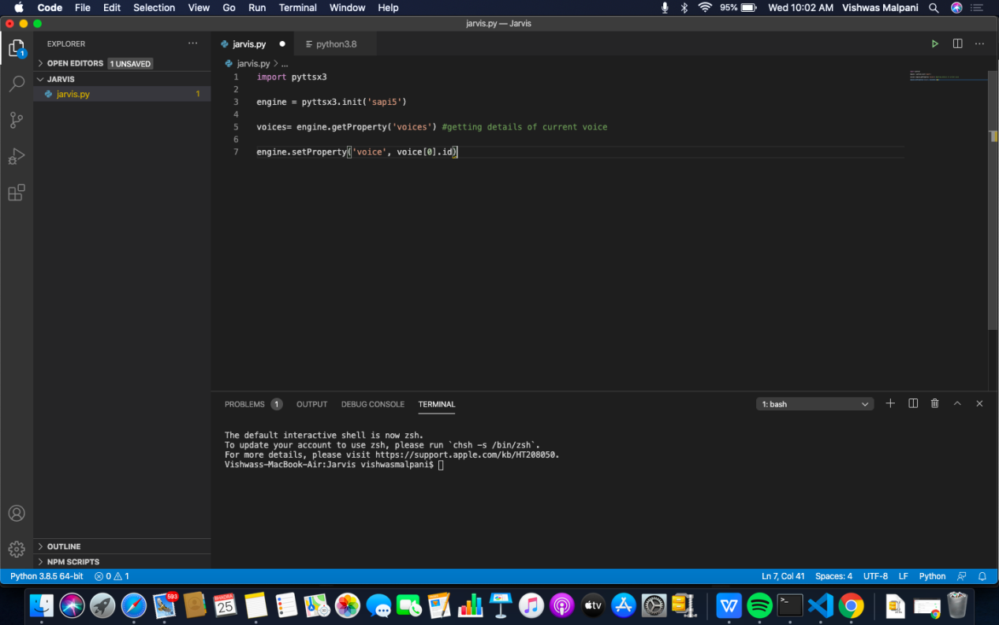 Code File Edit Selection View Go Run Terminal Window Help 95% Wed 10:02 AM Vishwas Malpani
jarvis.py — Jarvis
EXPLORER ...
jarvis.py python3.8 ...
OPEN EDITORS 1 UNSAVED
jarvis.py > ...
JARVIS
jarvis.py 1
1 import pyttsx3
2
3 engine = pyttsx3.init('sapi5')
4
5 voices= engine.getProperty('voices') #getting details of current voice
6
7 engine.setProperty('voice', voice[0].id)
1
PROBLEMS 1 OUTPUT DEBUG CONSOLE TERMINAL 1: bash
The default interactive shell is now zsh.
To update your account to use zsh, please run `chsh -s /bin/zsh`.
For more details, please visit https://support.apple.com/kb/HT208050.
Vishwass-MacBook-Air:Jarvis vishwasmalpani$
OUTLINE
NPM SCRIPTS
Python 3.8.5 64-bit 0 1 Ln 7, Col 41 Spaces: 4 UTF-8 LF Python
593
BHADRA
25
tv
W
>_